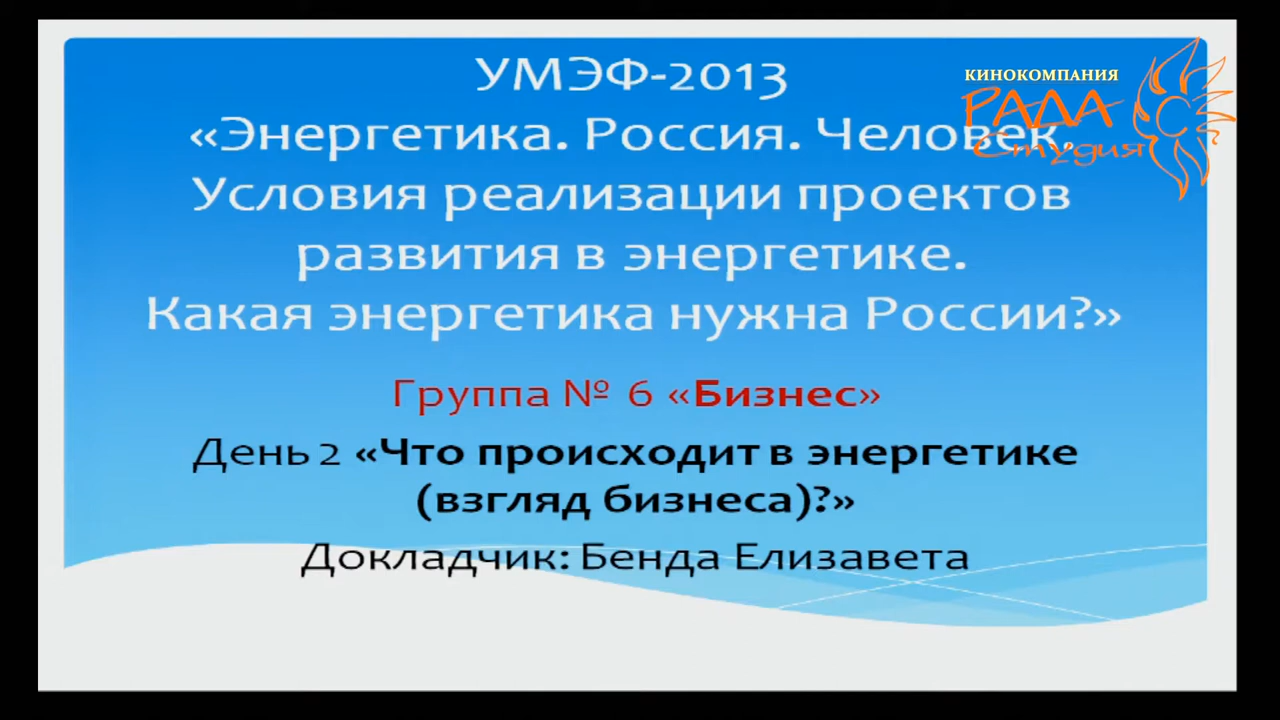 УМЭФ-2013
«Энергетика. Россия. Человек.
Условия реализации проектов
развития в энергетике.
Какая энергетика нужна России?»
Группа № 6 «Бизнес»
День 2 «Что происходит в энергетике
(взгляд бизнеса)?»
Докладчик: Бенда Елизавета
КИНОКОМПАНИЯ
РАДА
Студия